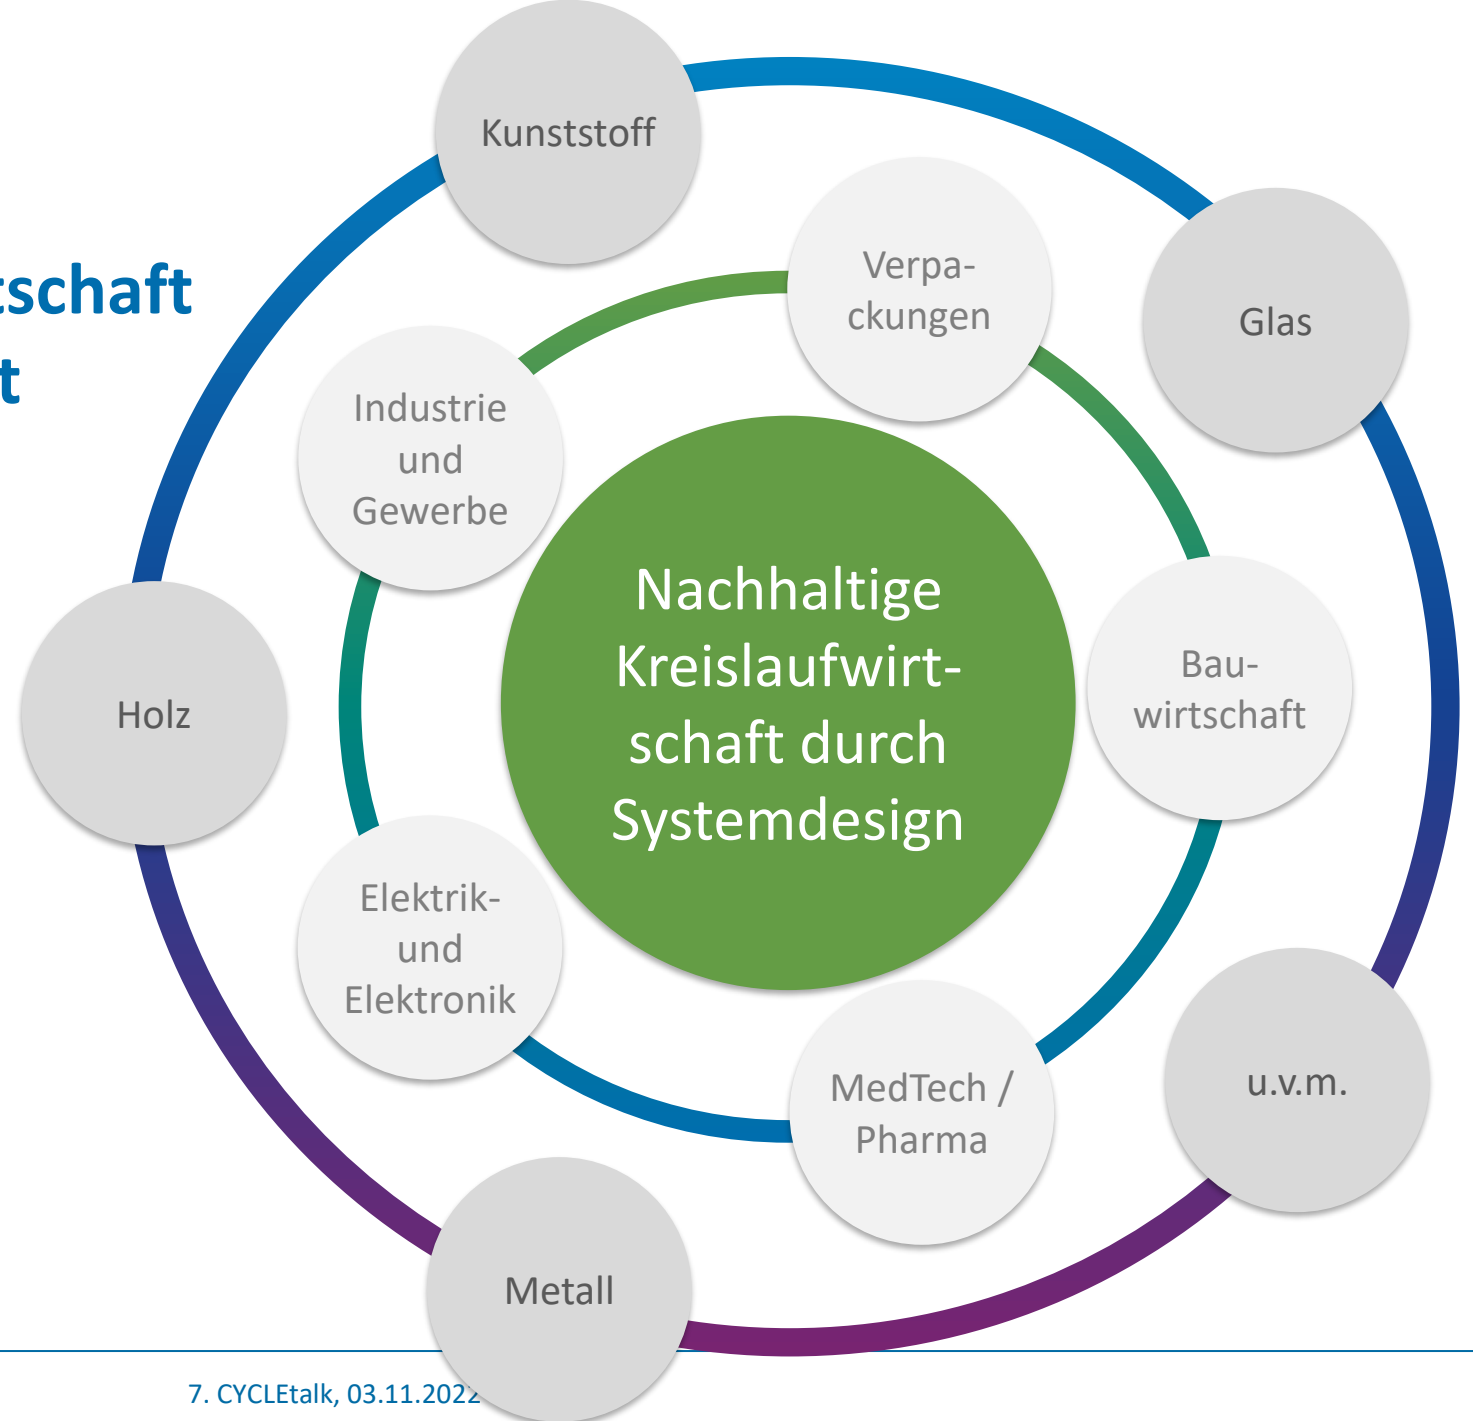 Kunststoff
Verpa-
ckungen
Glas
tschaft
t
Industrie
und
Gewerbe
Nachhaltige
Kreislaufwirt-
schaft durch
Systemdesign
Bau-
wirtschaft
Holz
Elektrik-
und
Elektronik
MedTech /
Pharma
u.v.m.
Metall
7. CYCLEtalk, 03.11.2022